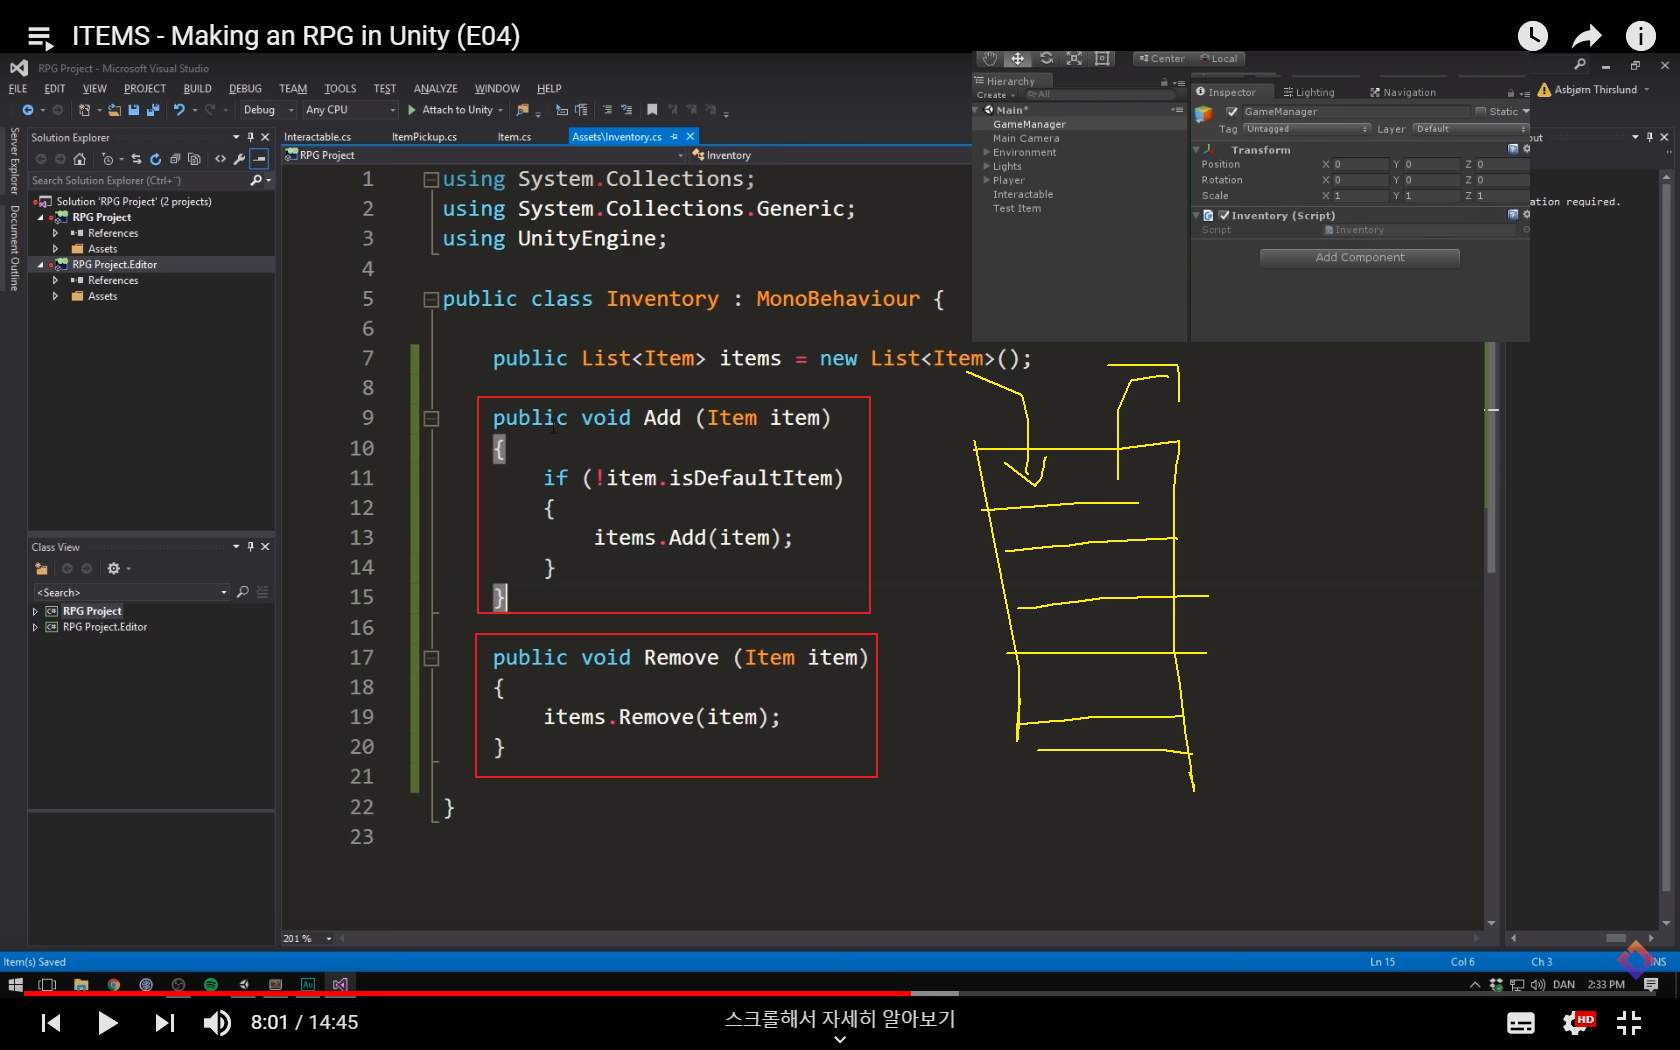 ITEMS - Making an RPG in Unity (E04)
RPG Project - Microsoft Visual Studio
FILE EDIT VIEW PROJECT BUILD DEBUG TEAM TOOLS TEST ANALYZE WINDOW HELP
Debug Any CPU Attach to Unity
Center Local
Asbjørn Thirslund
Hierarchy
Create All
Main*
GameManager
Main Camera
Environment
Lights
Player
Interactable
Test Item
Inspector Lighting Navigation
GameManager Static
Tag Untagged Layer Default
Transform
Position X 0 Y 0 Z 0
Rotation X 0 Y 0 Z 0
Scale X 1 Y 1 Z 1
Inventory (Script)
Script Inventory
Add Component
ation required.
Server Explorer
Document Outline
Solution Explorer
Search Solution Explorer (Ctrl+¨)
Solution 'RPG Project' (2 projects)
RPG Project
References
Assets
RPG Project.Editor
References
Assets
Class View
<Search>
RPG Project
RPG Project.Editor
Interactable.cs ItemPickup.cs Item.cs Assets\Inventory.cs
RPG Project Inventory
1 using System.Collections;
2 using System.Collections.Generic;
3 using UnityEngine;
4
5 public class Inventory : MonoBehaviour {
6
7 public List<Item> items = new List<Item>();
8
9 public void Add (Item item)
10 {
11 if (!item.isDefaultItem)
12 {
13 items.Add(item);
14 }
15 }
16
17 public void Remove (Item item)
18 {
19 items.Remove(item);
20 }
21
22 }
23
201 %
Item(s) Saved Ln 15 Col 6 Ch 3 INS
DAN 2:33 PM
8:01 / 14:45
스크롤해서 자세히 알아보기
HD